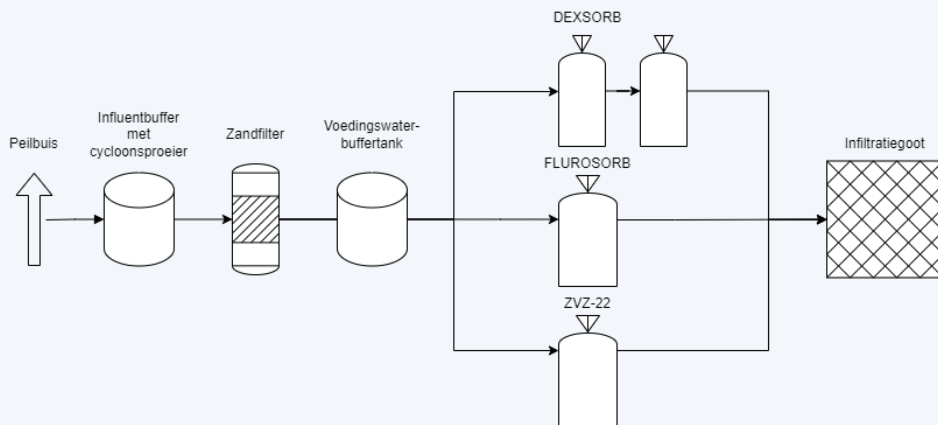 DEXSORB
Influentbuffer
met
cycloonsproeier
Peilbuis
Zandfilter
Voedingswater-
buffertank
FLUROSORB
Infiltratiegoot
ZVZ-22